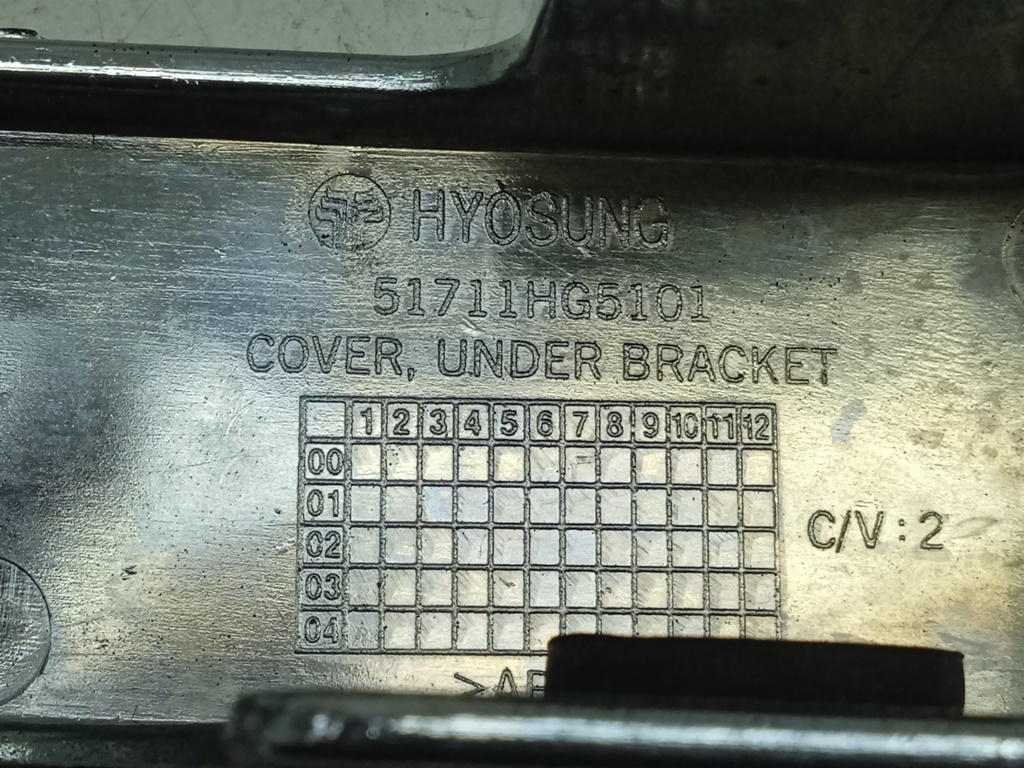 HYOSUNG
51711HG5101
COVER, UNDER BRACKET
1 2 3 4 5 6 7 8 9 10 11 12
00
01
02
03
04
C/V : 2